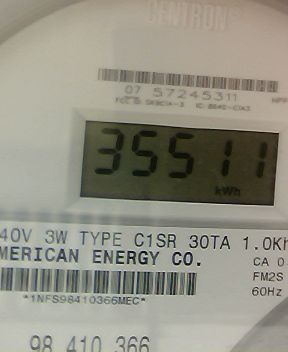 CENTRON®
07 57245311
35511
kWh
40V 3W TYPE C1SR 30TA 1.0Kh
MERICAN ENERGY CO.
CA 0
FM2S
60Hz
*1NFS98410366MEC*
98 410 366